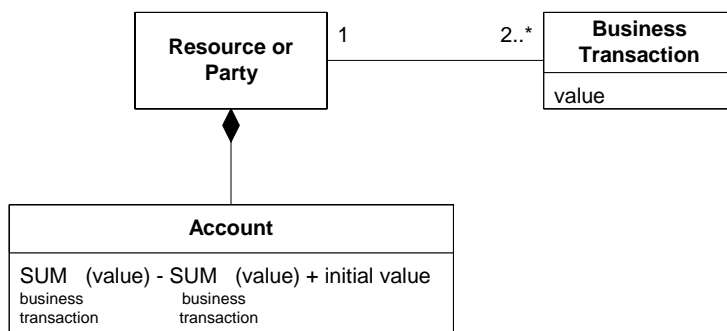 Resource or
Party
1
2..*
Business
Transaction
value
Account
SUM (value) - SUM (value) + initial value
business business
transaction transaction